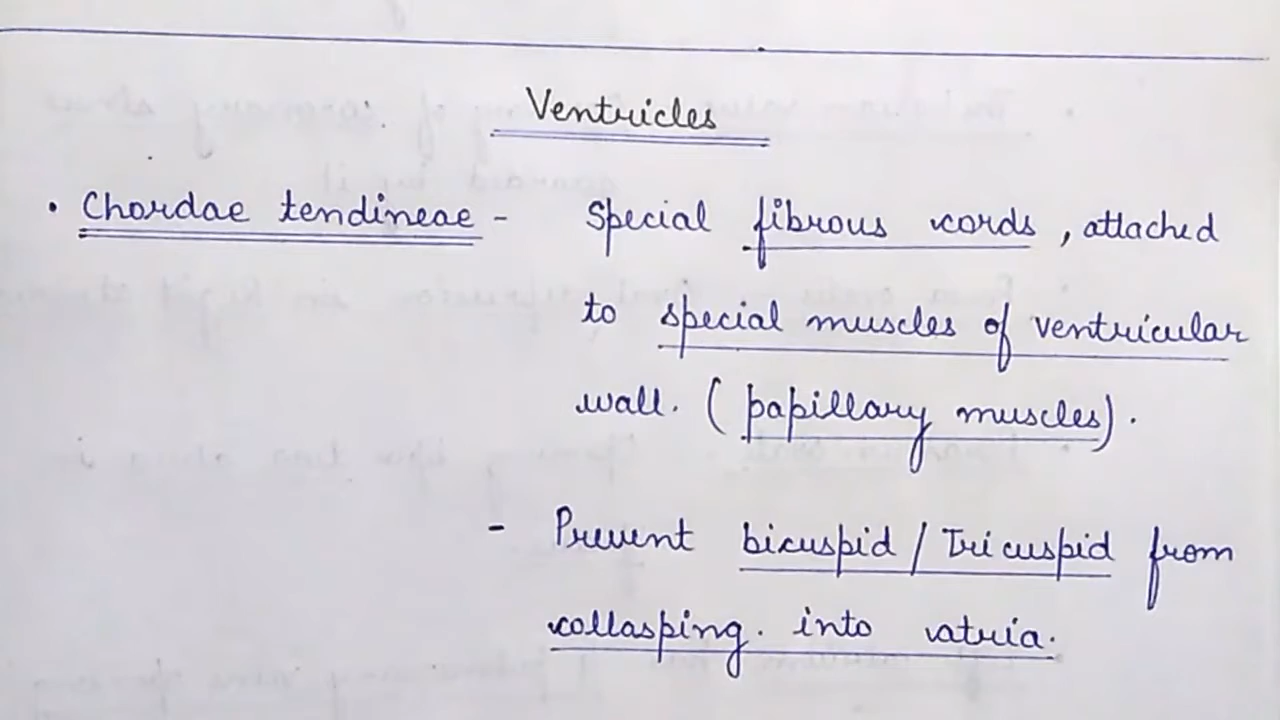 Ventricles
• Chordae tendineae - Special fibrous cords, attached
to special muscles of ventricular
wall. (papillary muscles).
- Prevent bicuspid / Tricuspid from
collasping. into atria.